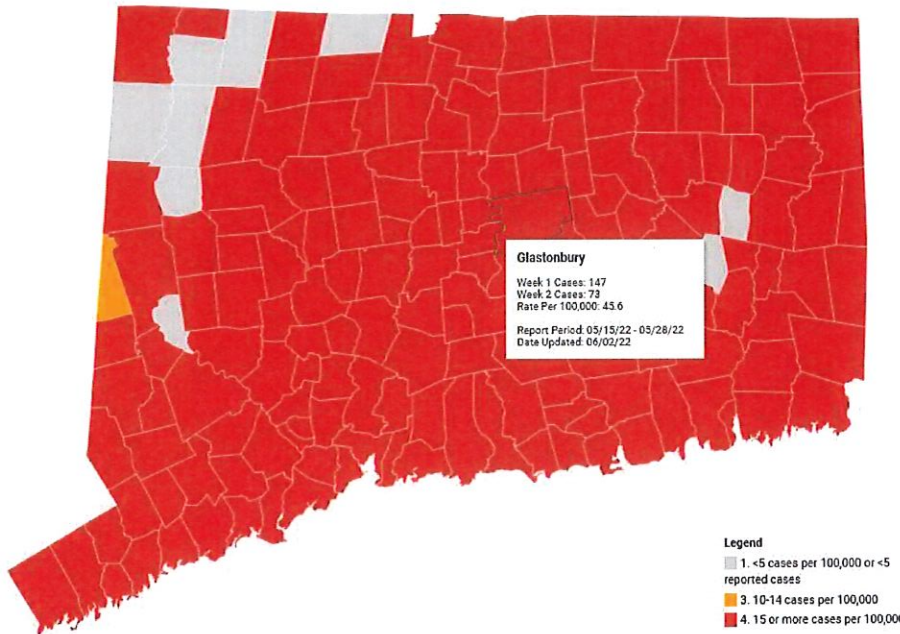 Glastonbury
Week 1 Cases: 147
Week 2 Cases: 73
Rate Per 100,000: 45.6
Report Period: 05/15/22 - 05/28/22
Date Updated: 06/02/22
Legend
1. <5 cases per 100,000 or <5
reported cases
3. 10-14 cases per 100,000
4. 15 or more cases per 100,000